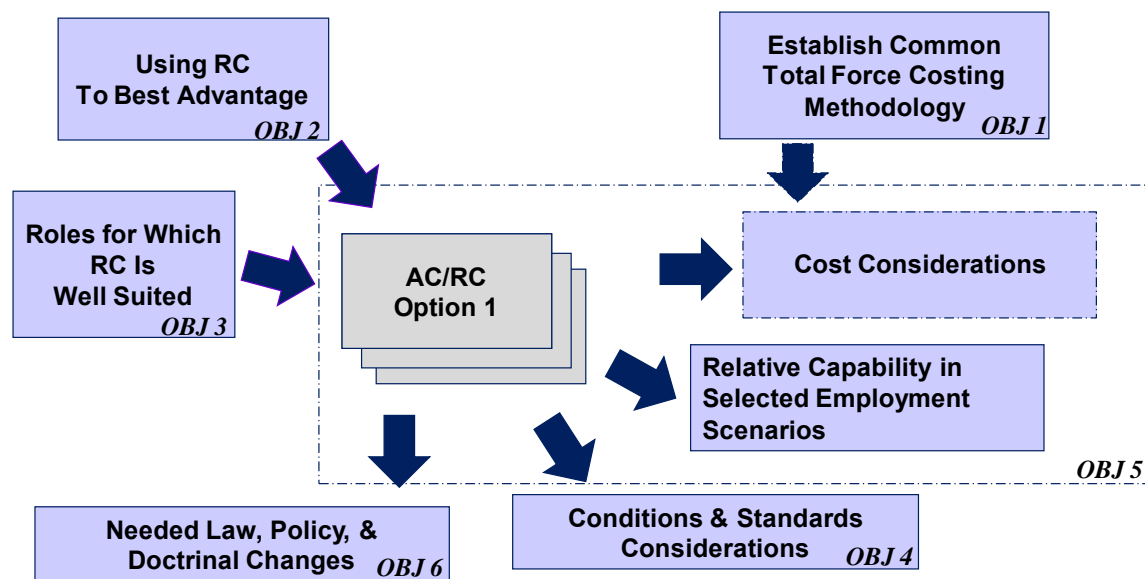 Using RC
To Best Advantage
OBJ 2
Establish Common
Total Force Costing
Methodology
OBJ 1
Roles for Which
RC Is
Well Suited
OBJ 3
AC/RC
Option 1
Cost Considerations
Relative Capability in
Selected Employment
Scenarios
OBJ 5
Needed Law, Policy, &
Doctrinal Changes
OBJ 6
Conditions & Standards
Considerations
OBJ 4